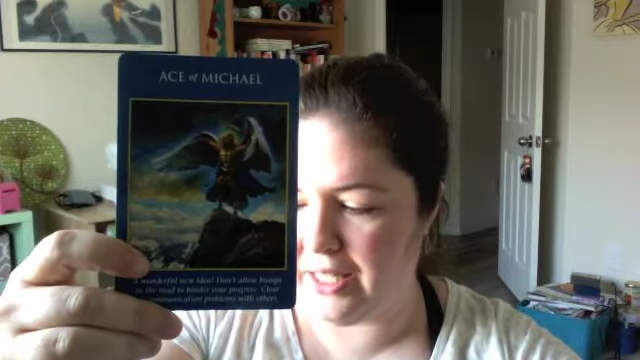 ACE of MICHAEL
A wonderful new idea! Don't allow bumps
in the road to hinder your progress. Clear
communication problems with others.